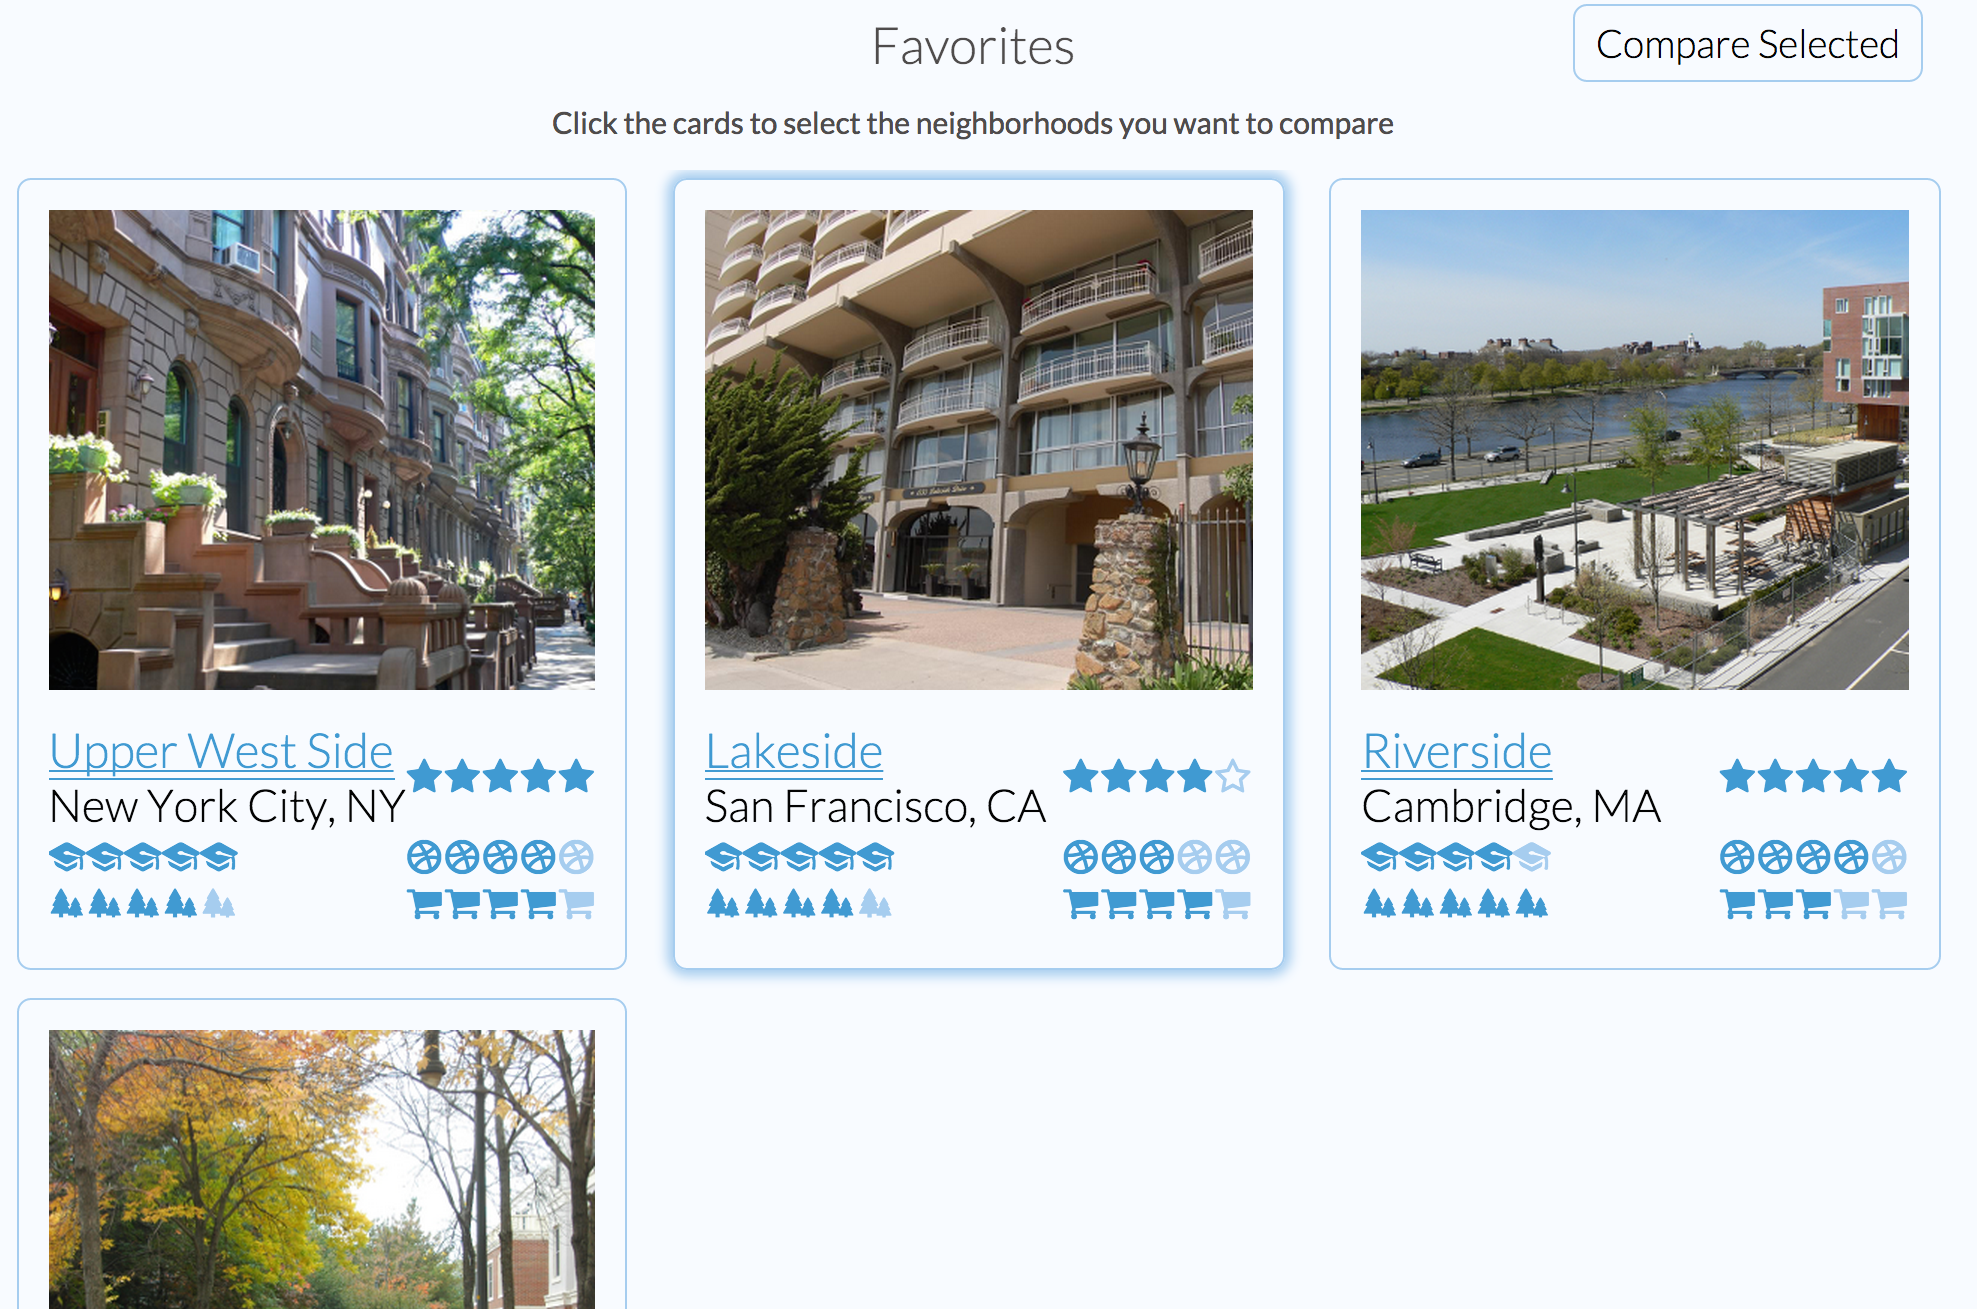 Favorites
Compare Selected
Click the cards to select the neighborhoods you want to compare
Upper West Side
New York City, NY
Lakeside
San Francisco, CA
Riverside
Cambridge, MA